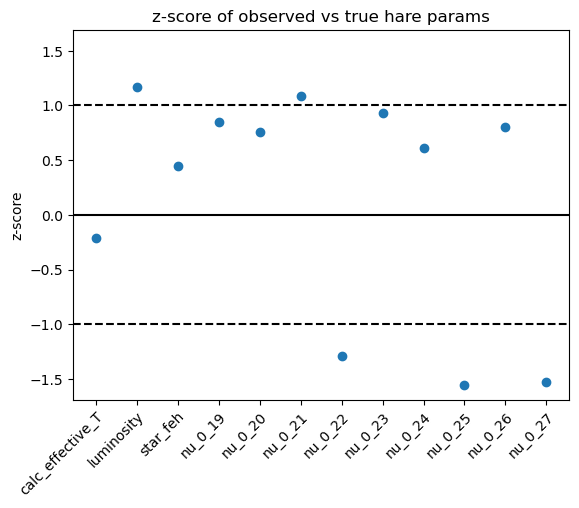 z-score of observed vs true hare params
z-score
1.5
1.0
0.5
0.0
−0.5
−1.0
−1.5
calc_effective_T
luminosity
star_feh
nu_0_19
nu_0_20
nu_0_21
nu_0_22
nu_0_23
nu_0_24
nu_0_25
nu_0_26
nu_0_27